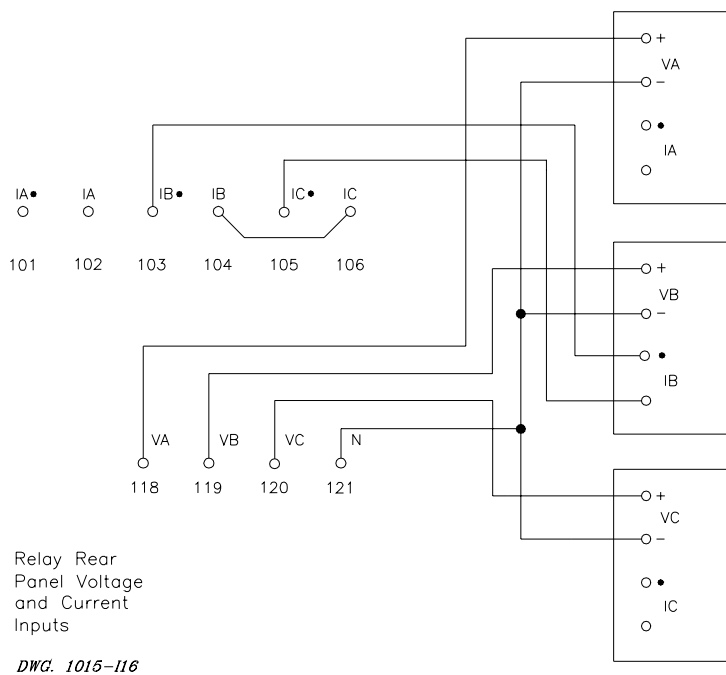 +
VA
−
IA
IA• IA IB• IB IC• IC
101 102 103 104 105 106
+
VB
−
IB
VA VB VC N
118 119 120 121
+
VC
−
IC
Relay Rear
Panel Voltage
and Current
Inputs
DWG. 1015-I16